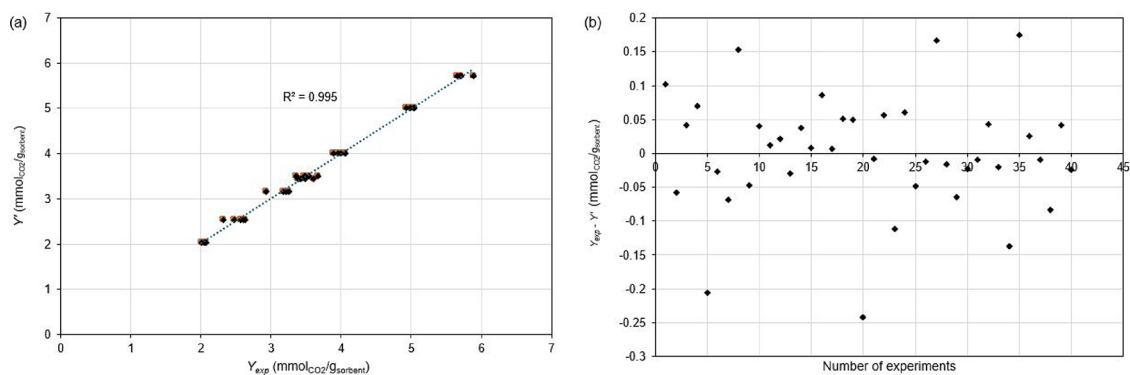 (a)
7
6
5
4
3
2
1
0
Y' (mmolCO2/gsorbent)
R² = 0.995
0 1 2 3 4 5 6 7
Yexp (mmolCO2/gsorbent)
(b)
0.2
0.15
0.1
0.05
0
-0.05
-0.1
-0.15
-0.2
-0.25
-0.3
Yexp - Y' (mmolCO2/gsorbent)
0 5 10 15 20 25 30 35 40 45
Number of experiments